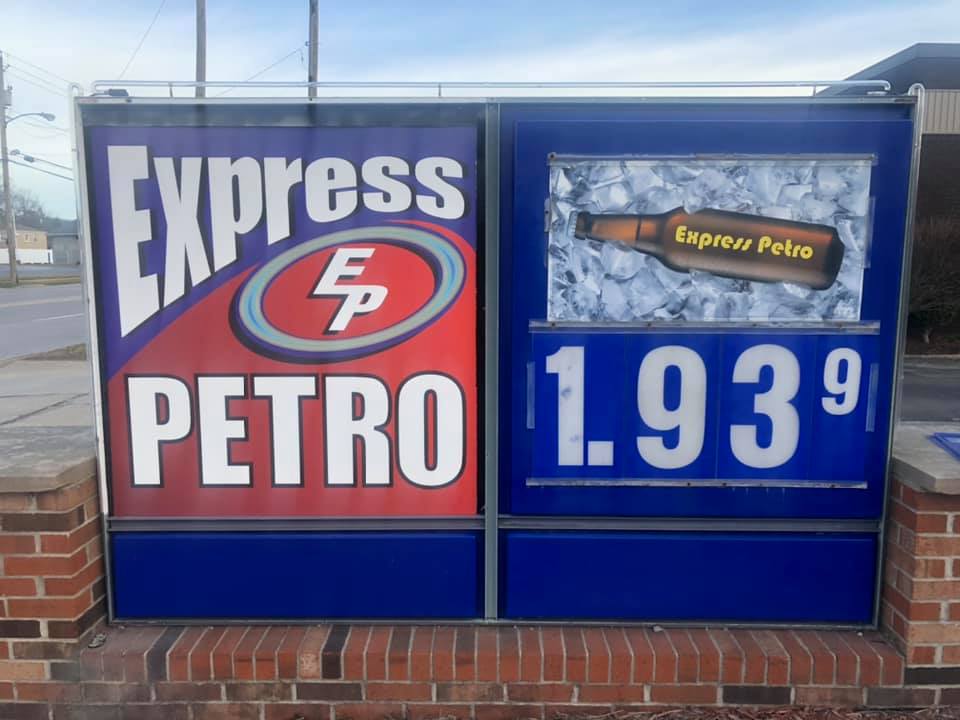 Express
EP
PETRO
Express Petro
1.93 9